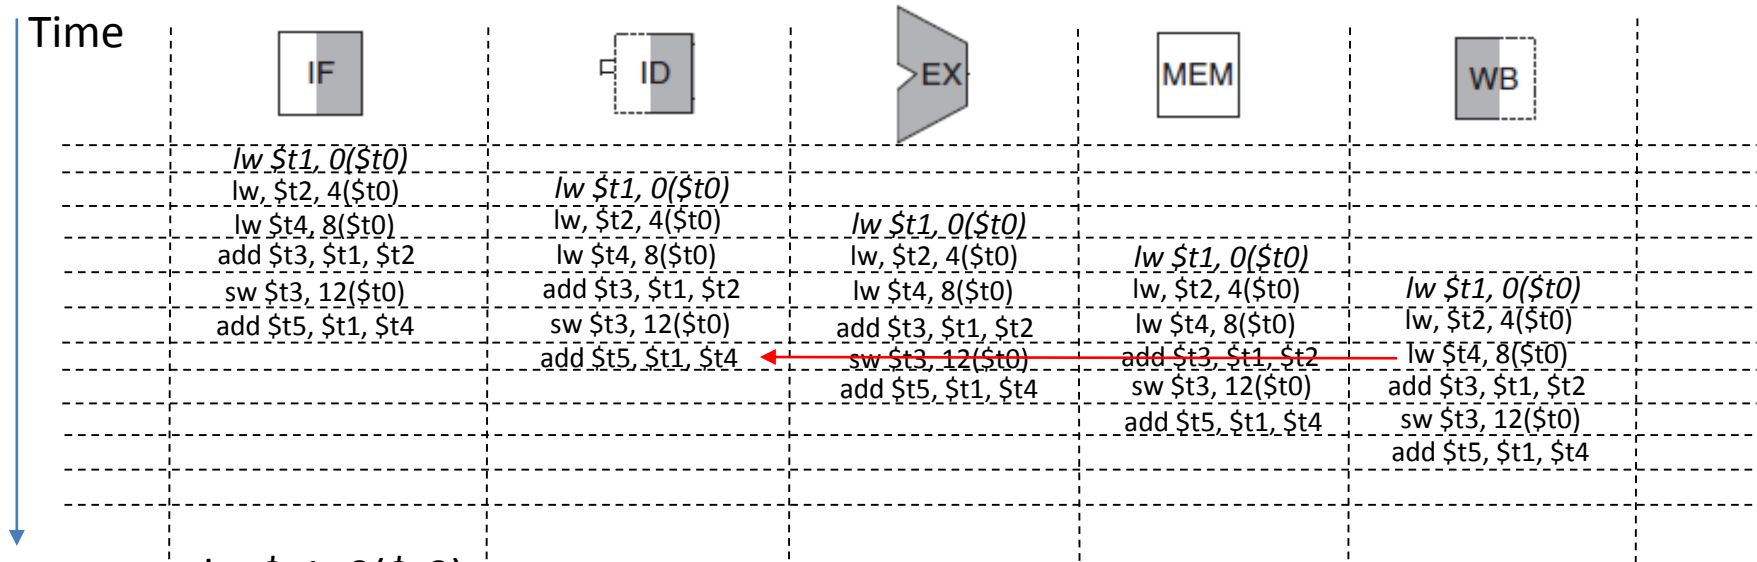 Time
IF ID EX MEM WB
lw $t1, 0($t0)
lw, $t2, 4($t0) lw $t1, 0($t0)
lw $t4, 8($t0) lw, $t2, 4($t0) lw $t1, 0($t0)
add $t3, $t1, $t2 lw $t4, 8($t0) lw, $t2, 4($t0) lw $t1, 0($t0)
sw $t3, 12($t0) add $t3, $t1, $t2 lw $t4, 8($t0) lw, $t2, 4($t0) lw $t1, 0($t0)
add $t5, $t1, $t4 sw $t3, 12($t0) add $t3, $t1, $t2 lw $t4, 8($t0) lw, $t2, 4($t0)
add $t5, $t1, $t4 sw $t3, 12($t0) add $t3, $t1, $t2 lw $t4, 8($t0)
add $t5, $t1, $t4 sw $t3, 12($t0) add $t3, $t1, $t2
add $t5, $t1, $t4 sw $t3, 12($t0)
add $t5, $t1, $t4